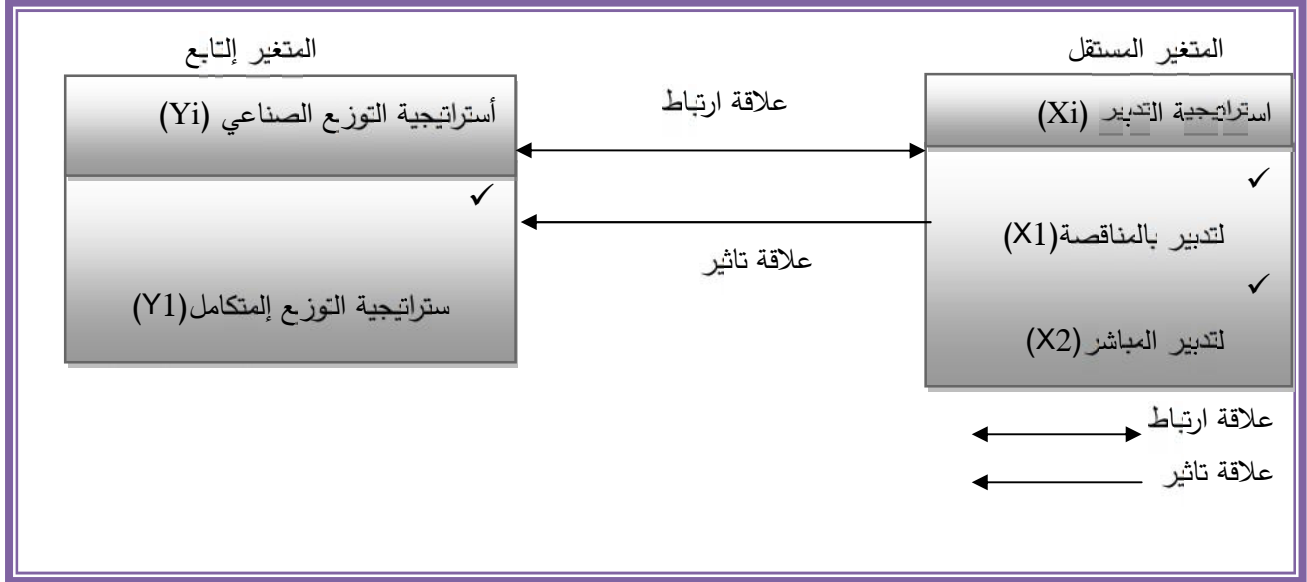 المتغير المستقل
المتغير إلتابع
استراتيجية التدبير (Xi)
✓
لتدبير بالمناقصة(X1)
✓
لتدبير المباشر(X2)
علاقة ارتباط
علاقة تاثير
أستراتيجية التوزع الصناعي (Yi)
✓
ستراتيجية التوزع إلمتكامل(Y1)
علاقة ارتباط
علاقة تاثير